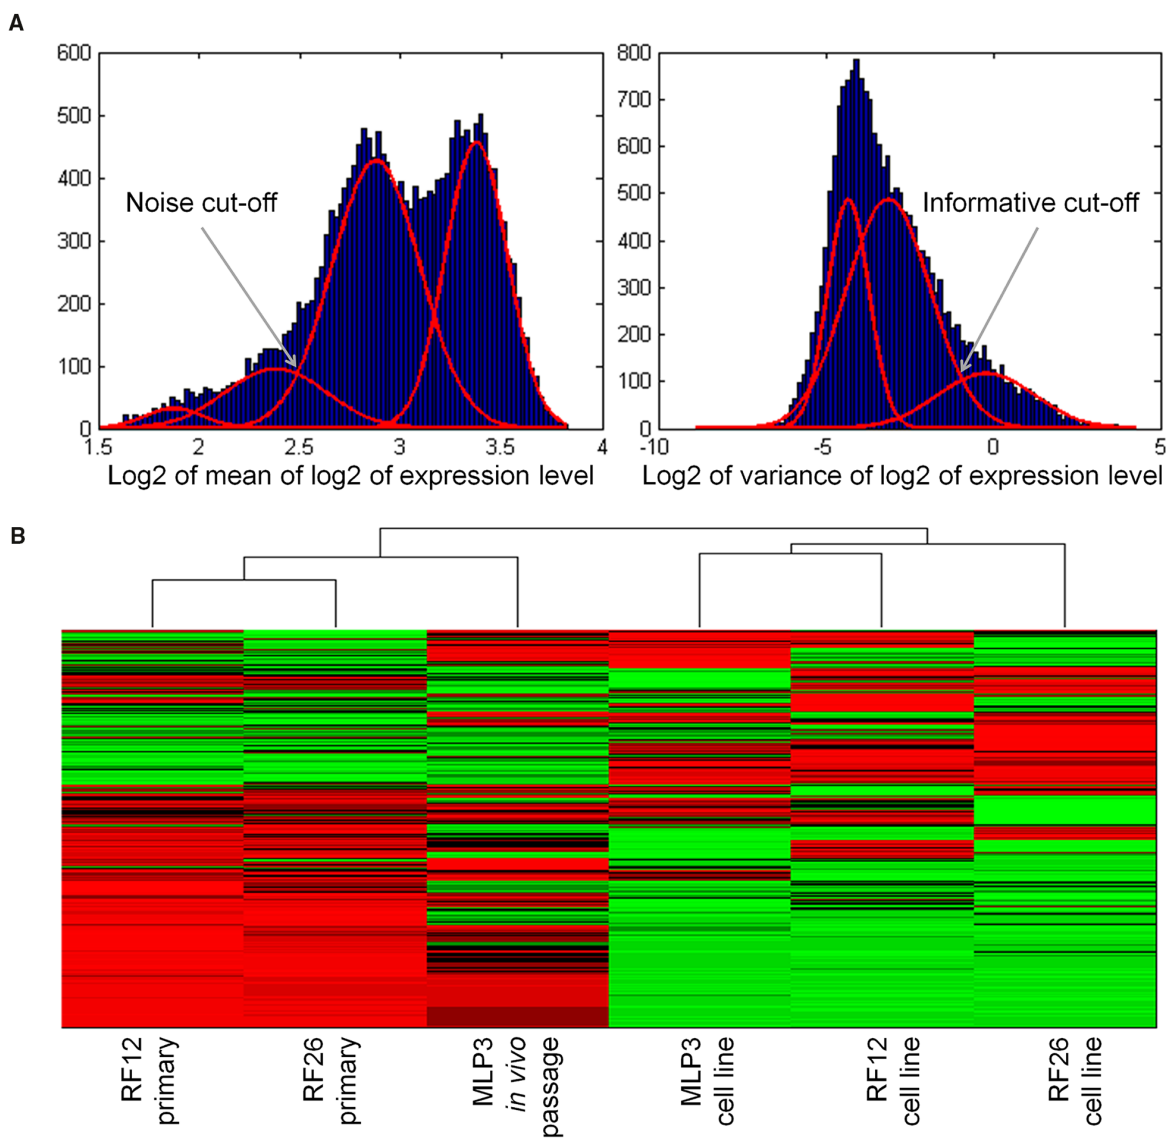 A
600
500
400
300
200
100
0
1.5 2 2.5 3 3.5 4
Noise cut-off
Log2 of mean of log2 of expression level
800
700
600
500
400
300
200
100
0
-10 -5 0 5
Informative cut-off
Log2 of variance of log2 of expression level
B
RF12
primary
RF26
primary
MLP3
in vivo
passage
MLP3
cell line
RF12
cell line
RF26
cell line